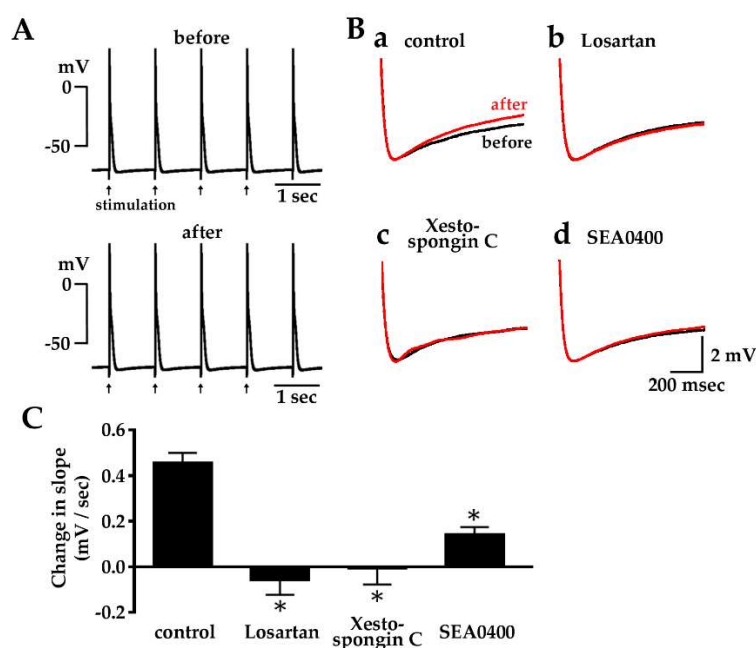 A
before
mV
0
-50
↑ ↑ ↑ ↑
stimulation
1 sec
after
mV
0
-50
↑ ↑ ↑ ↑ ↑
1 sec
B
a control
after
before
b Losartan
c Xesto-
spongin C
d SEA0400
2 mV
200 msec
C
Change in slope
(mV / sec)
0.6
0.4
0.2
0.0
-0.2
* * *
control Losartan Xesto-
spongin C SEA0400